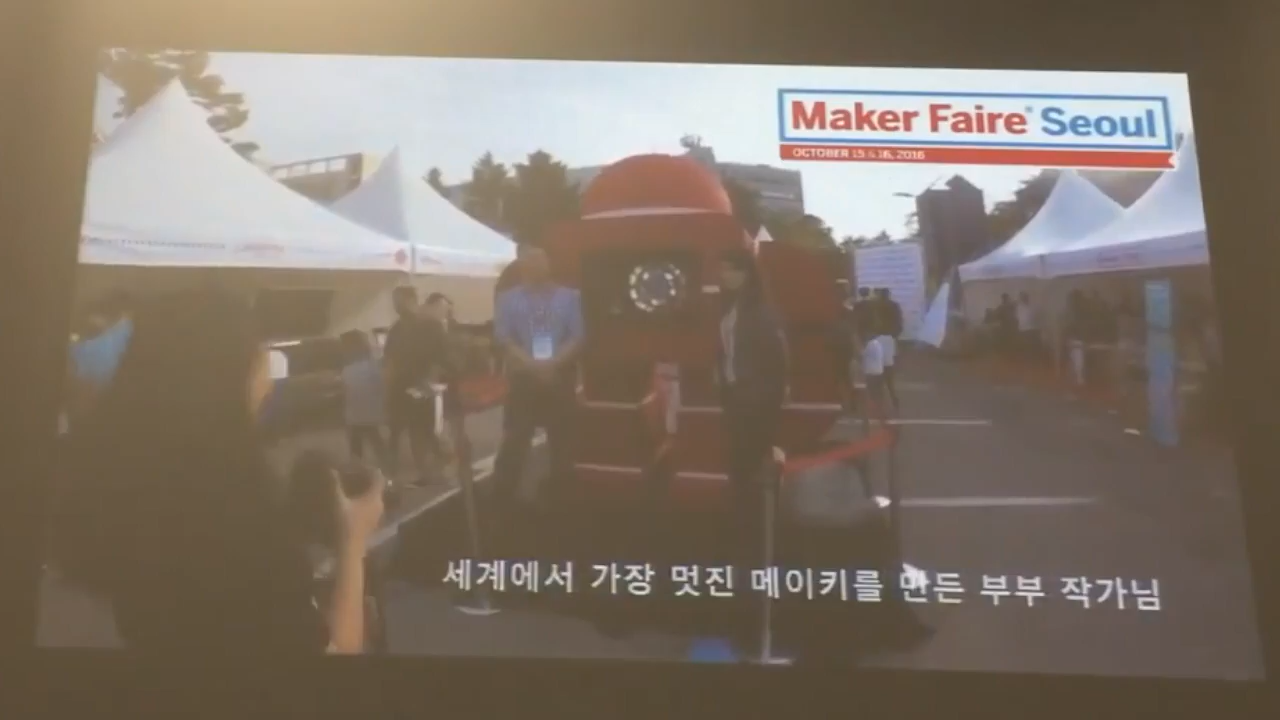 Maker Faire® Seoul
OCTOBER 15 & 16, 2016
세계에서 가장 멋진 메이키를 만든 부부 작가님